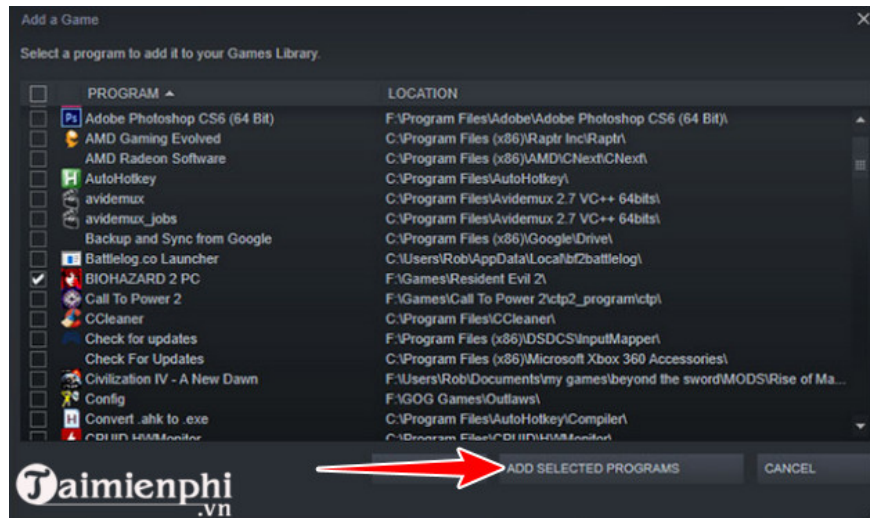 Add a Game
Select a program to add it to your Games Library.
PROGRAM LOCATION
Ps Adobe Photoshop CS6 (64 Bit) F:\Program Files\Adobe\Adobe Photoshop CS6 (64 Bit)\
AMD Gaming Evolved C:\Program Files (x86)\Raptr Inc\Raptr\
AMD Radeon Software C:\Program Files (x86)\AMD\CNext\CNext\
H AutoHotkey C:\Program Files\AutoHotkey\
avidemux C:\Program Files\Avidemux 2.7 VC++ 64bits\
avidemux_jobs C:\Program Files\Avidemux 2.7 VC++ 64bits\
Backup and Sync from Google C:\Program Files (x86)\Google\Drive\
Battlelog.co Launcher C:\Users\Rob\AppData\Local\bf2battlelog\
BIOHAZARD 2 PC F:\Games\Resident Evil 2\
Call To Power 2 F:\Games\Call To Power 2\ctp2_program\ctp\
CCleaner C:\Program Files\CCleaner\
Check for updates F:\Program Files (x86)\DSDCS\InputMapper\
Check For Updates C:\Program Files (x86)\Microsoft Xbox 360 Accessories\
Civilization IV - A New Dawn F:\Users\Rob\Documents\my games\beyond the sword\MODS\Rise of Ma...
Config F:\GOG Games\Outlaws\
H Convert .ahk to .exe C:\Program Files\AutoHotkey\Compiler\
CPUID HWMonitor C:\Program Files\CPUID\HWMonitor\
ADD SELECTED PROGRAMS CANCEL
Taimienphi
.vn